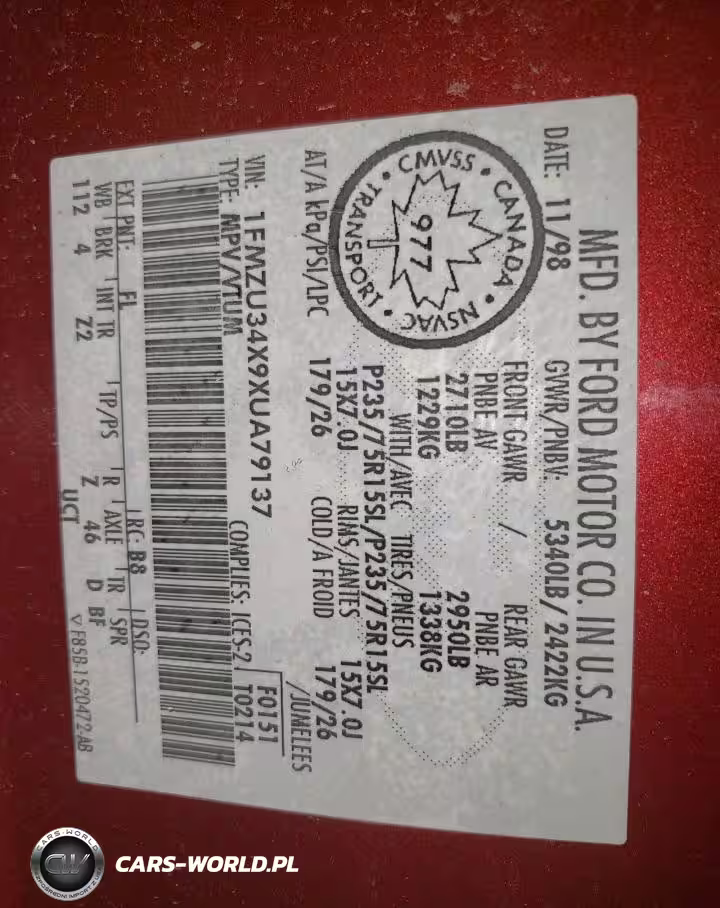 MFD. BY FORD MOTOR CO. IN U.S.A.
DATE: 11/98 GVWR/PNBV: 5340LB/2422KG
FRONT GAWR / REAR GAWR
PNBE AV PNBE AR
2710LB 2950LB
1229KG 1338KG
WITH/AVEC TIRES/PNEUS
P235/75R15SL/P235/75R15SL
15X7.0J RIMS/JANTES 15X7.0J
AT/A kPa/PSI/LPC 179/26 COLD/A FROID 179/26
CMVSS • CANADA • NSVAC • TRANSPORT •
977
/JUMELEES
VIN: 1FMZU34X9XUA79137
F0151
TYPE: MPV/VTUM COMPLIES: ICES-2 T0214
EXT PNT: FL RC: B8 DSO:
WB BRK INT TR TP/PS R AXLE TR SPR
112 4 Z2 Z 46 D BF
UCT ▽ F85B-1520472-AB
CARS-WORLD
CW
CARS-WORLD.PL